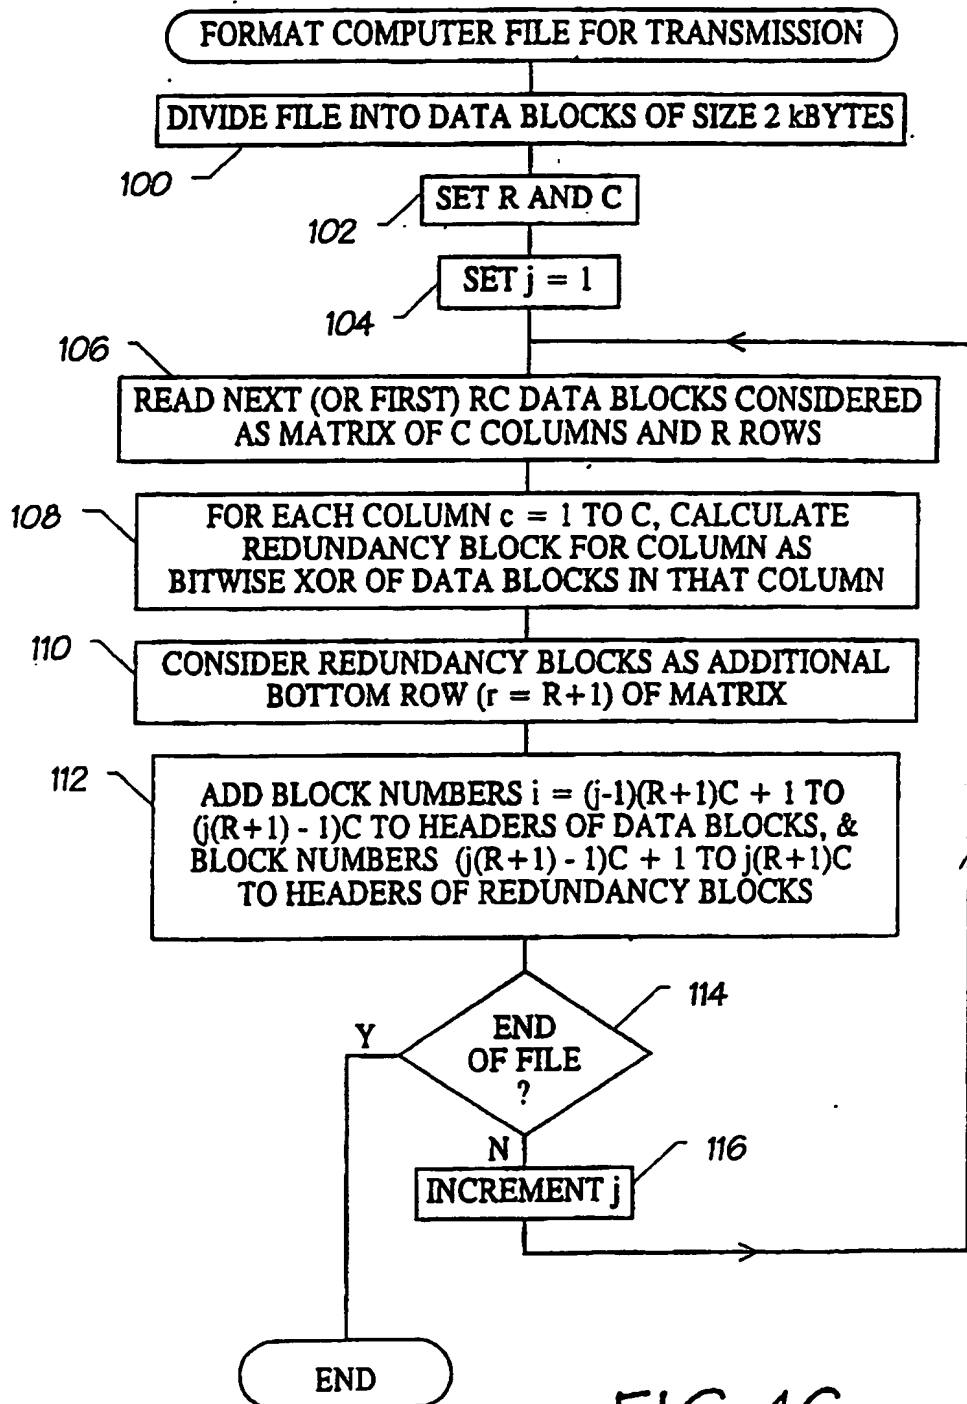 FORMAT COMPUTER FILE FOR TRANSMISSION
DIVIDE FILE INTO DATA BLOCKS OF SIZE 2 kBYTES
100
SET R AND C
102
SET j = 1
104
106
READ NEXT (OR FIRST) RC DATA BLOCKS CONSIDERED
AS MATRIX OF C COLUMNS AND R ROWS
108
FOR EACH COLUMN c = 1 TO C, CALCULATE
REDUNDANCY BLOCK FOR COLUMN AS
BITWISE XOR OF DATA BLOCKS IN THAT COLUMN
110
CONSIDER REDUNDANCY BLOCKS AS ADDITIONAL
BOTTOM ROW (r = R+1) OF MATRIX
112
ADD BLOCK NUMBERS i = (j-1)(R+1)C + 1 TO
(j(R+1) - 1)C TO HEADERS OF DATA BLOCKS, &
BLOCK NUMBERS (j(R+1) - 1)C + 1 TO j(R+1)C
TO HEADERS OF REDUNDANCY BLOCKS
114
Y
END
OF FILE
?
N
116
INCREMENT j
END